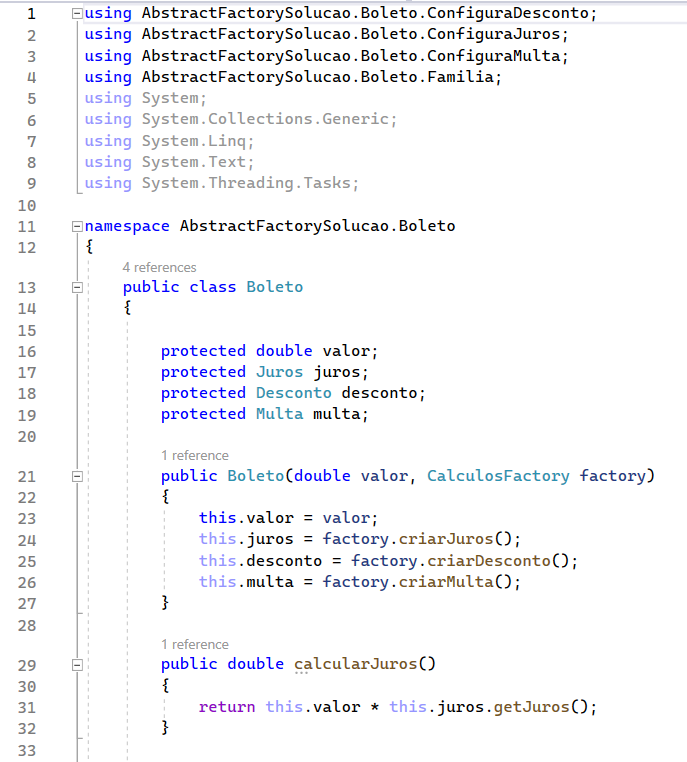 1 using AbstractFactorySolucao.Boleto.ConfiguraDesconto;
2 using AbstractFactorySolucao.Boleto.ConfiguraJuros;
3 using AbstractFactorySolucao.Boleto.ConfiguraMulta;
4 using AbstractFactorySolucao.Boleto.Familia;
5 using System;
6 using System.Collections.Generic;
7 using System.Linq;
8 using System.Text;
9 using System.Threading.Tasks;
10
11 namespace AbstractFactorySolucao.Boleto
12 {
4 references
13 public class Boleto
14 {
15
16 protected double valor;
17 protected Juros juros;
18 protected Desconto desconto;
19 protected Multa multa;
20
1 reference
21 public Boleto(double valor, CalculosFactory factory)
22 {
23 this.valor = valor;
24 this.juros = factory.criarJuros();
25 this.desconto = factory.criarDesconto();
26 this.multa = factory.criarMulta();
27 }
28
1 reference
29 public double calcularJuros()
30 {
31 return this.valor * this.juros.getJuros();
32 }
33